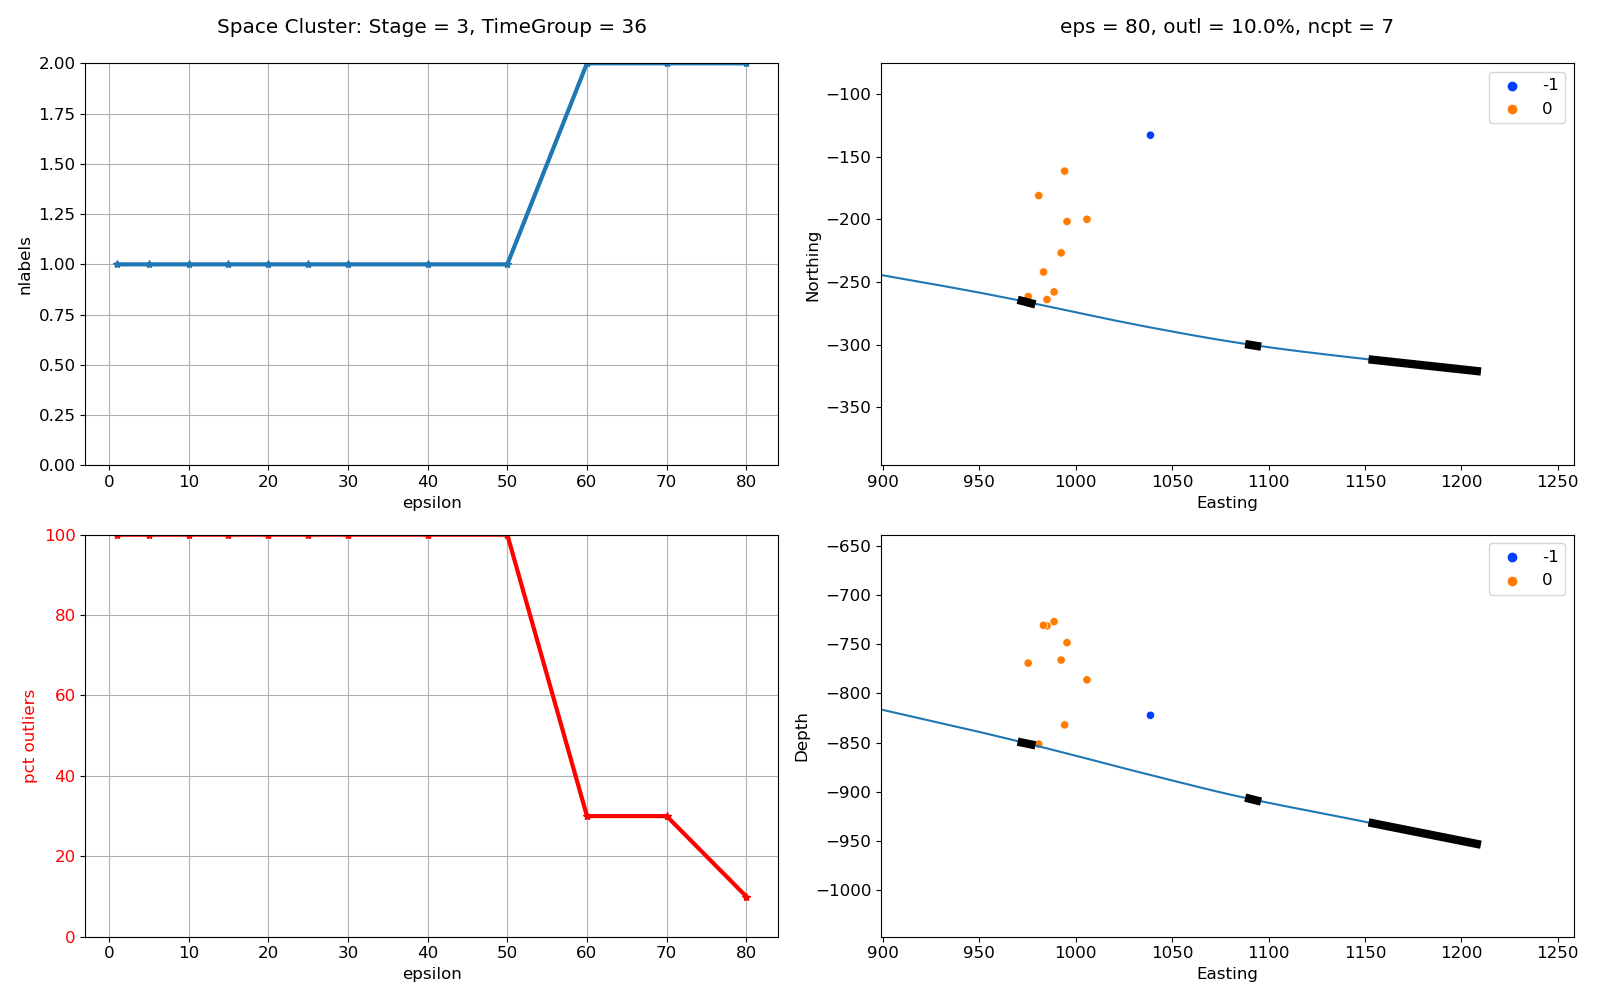 Space Cluster: Stage = 3, TimeGroup = 36
2.00
1.75
1.50
1.25
1.00
0.75
0.50
0.25
0.00
nlabels
0 10 20 30 40 50 60 70 80
epsilon
eps = 80, outl = 10.0%, ncpt = 7
−100
−150
−200
−250
−300
−350
Northing
-1
0
900 950 1000 1050 1100 1150 1200 1250
Easting
100
80
60
40
20
0
pct outliers
0 10 20 30 40 50 60 70 80
epsilon
−650
−700
−750
−800
−850
−900
−950
−1000
Depth
-1
0
900 950 1000 1050 1100 1150 1200 1250
Easting